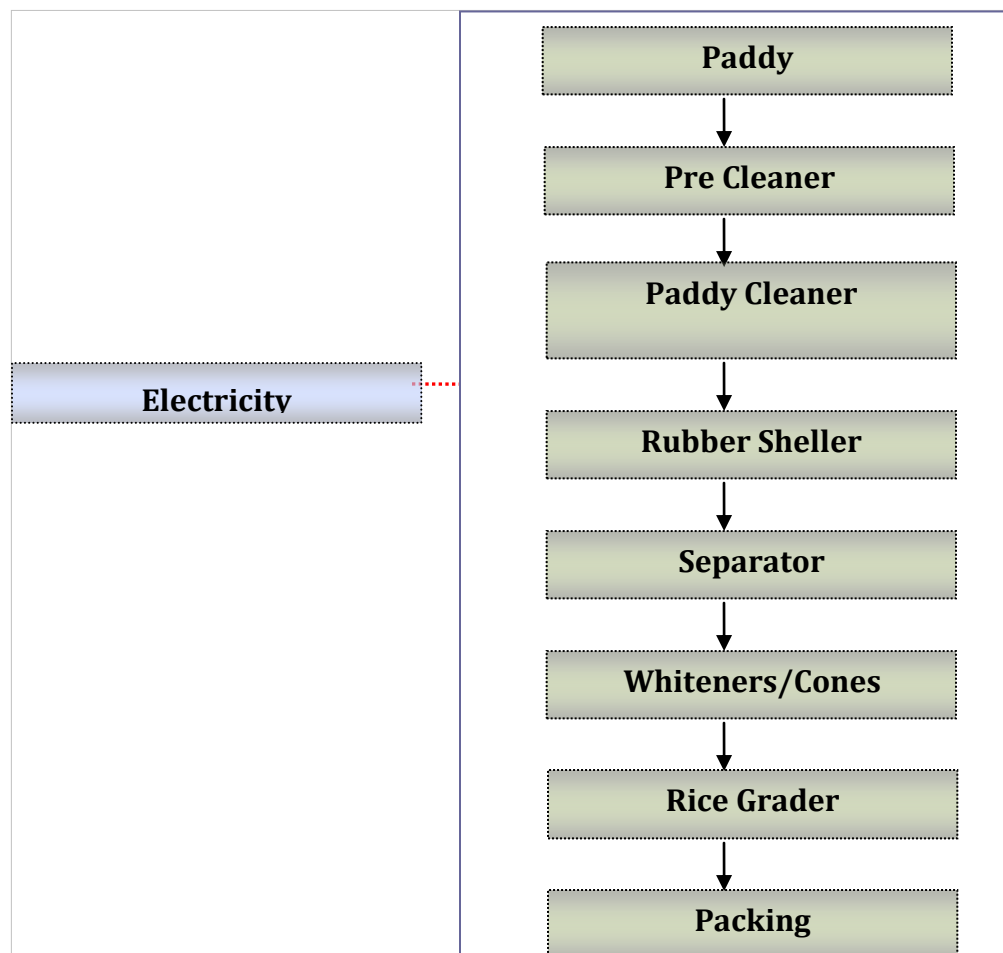 Paddy
Pre Cleaner
Paddy Cleaner
Electricity
Rubber Sheller
Separator
Whiteners/Cones
Rice Grader
Packing